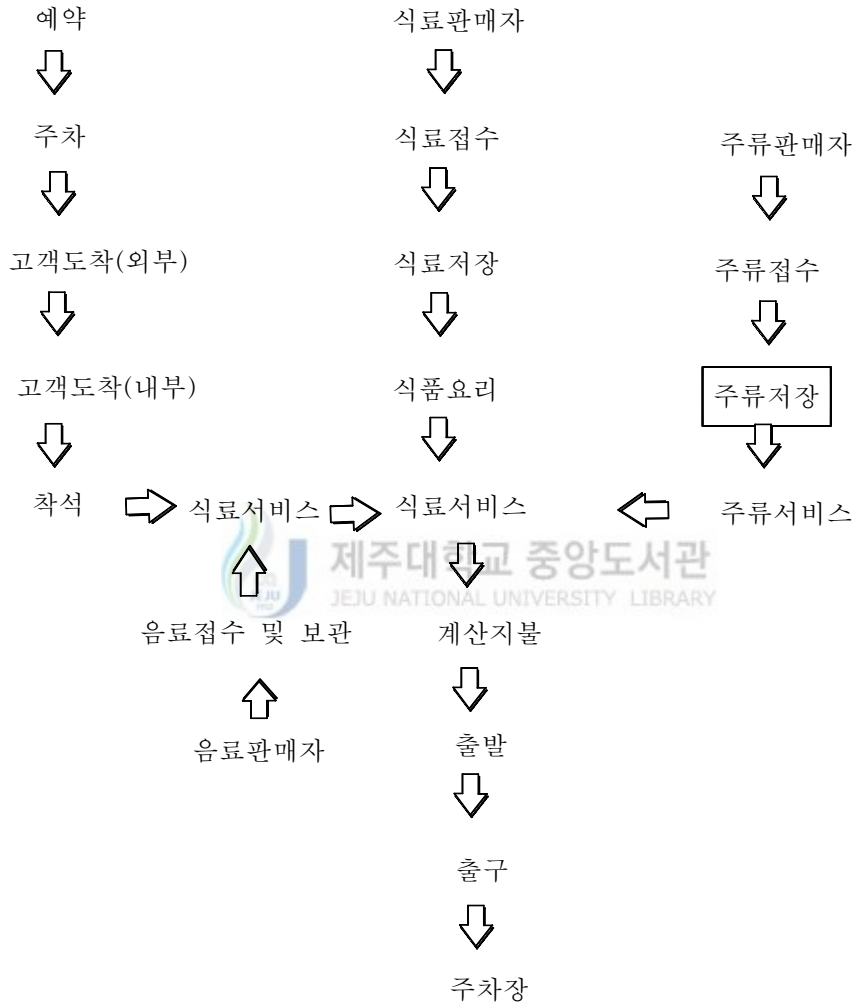 예약
식료판매자
주차
식료접수
주류판매자
고객도착(외부)
식료저장
주류접수
고객도착(내부)
식품요리
주류저장
착석
식료서비스
식료서비스
주류서비스
제주대학교 중앙도서관
JEJU NATIONAL UNIVERSITY LIBRARY
음료접수 및 보관
계산지불
음료판매자
출발
출구
주차장